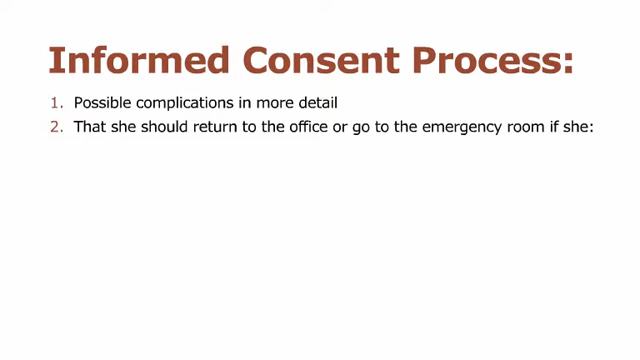 Informed Consent Process:
1. Possible complications in more detail
2. That she should return to the office or go to the emergency room if she: